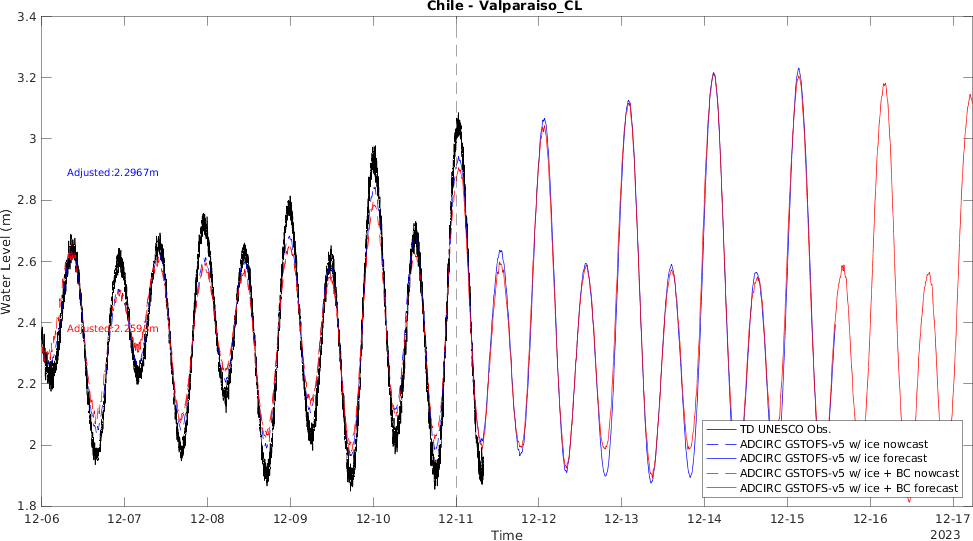 Chile - Valparaiso_CL
3.4
3.2
3
2.8
2.6
2.4
2.2
2
1.8
Water Level (m)
Adjusted:2.2967m
TD UNESCO Obs.
ADCIRC GSTOFS-v5 w/ ice nowcast
ADCIRC GSTOFS-v5 w/ ice forecast
ADCIRC GSTOFS-v5 w/ ice + BC nowcast
ADCIRC GSTOFS-v5 w/ ice + BC forecast
12-06
12-07
12-08
12-09
12-10
12-11
12-12
12-13
12-14
12-15
12-16
12-17
Time
2023